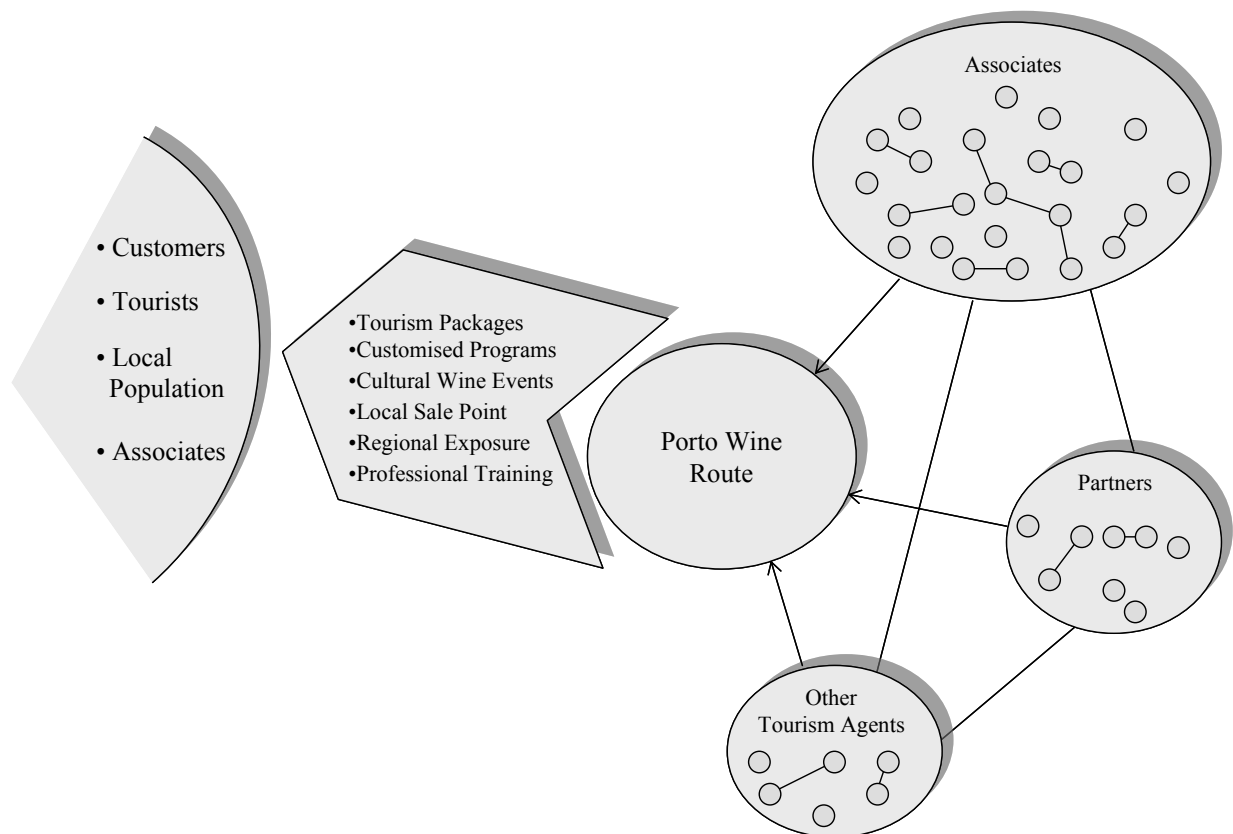 • Customers
• Tourists
• Local
Population
• Associates
•Tourism Packages
•Customised Programs
•Cultural Wine Events
•Local Sale Point
•Regional Exposure
•Professional Training
Porto Wine
Route
Associates
Partners
Other
Tourism Agents